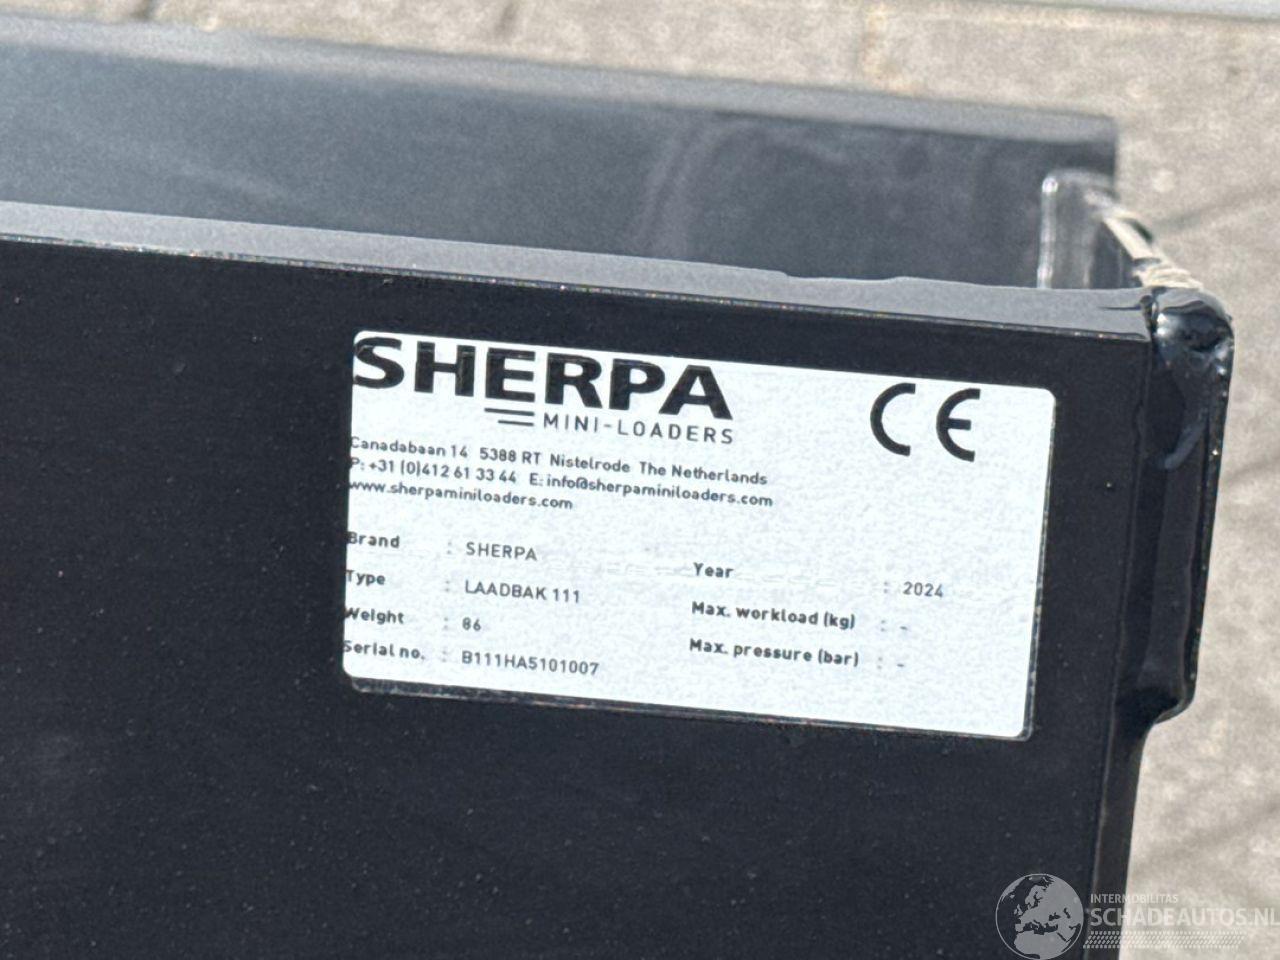 SHERPA
MINI-LOADERS
CE
Canadabaan 14 5388 RT Nistelrode The Netherlands
P: +31 (0)412 61 33 44 E: info@sherpaminiloaders.com
www.sherpaminiloaders.com
Brand : SHERPA
Type : LAADBAK 111
Weight : 86
Serial no. : B111HA5101007
Year : 2024
Max. workload (kg) : -
Max. pressure (bar) : -
INTERMOBILITAS
SCHADEAUTOS.NL